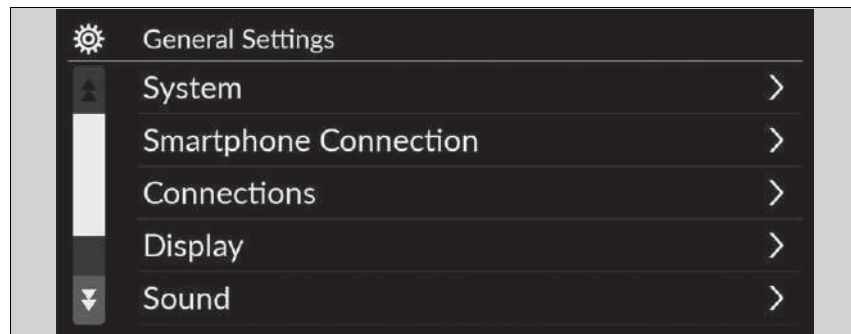 General Settings
System
Smartphone Connection
Connections
Display
Sound